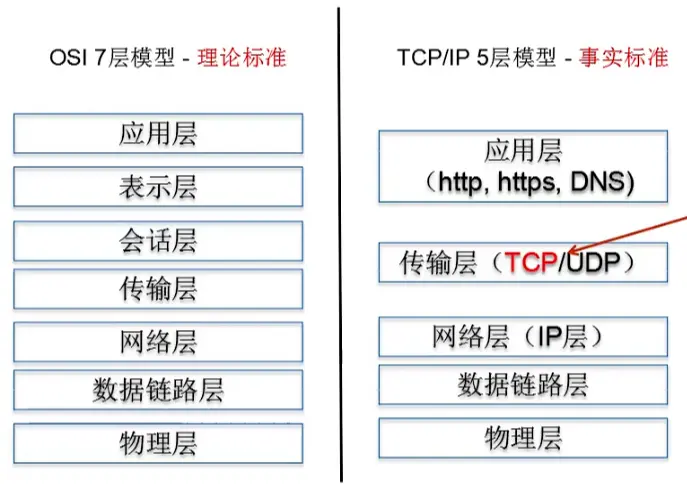 OSI 7层模型 - 理论标准
应用层
表示层
会话层
传输层
网络层
数据链路层
物理层
TCP/IP 5层模型 - 事实标准
应用层
（http, https, DNS)
传输层（TCP/UDP）
网络层（IP层）
数据链路层
物理层